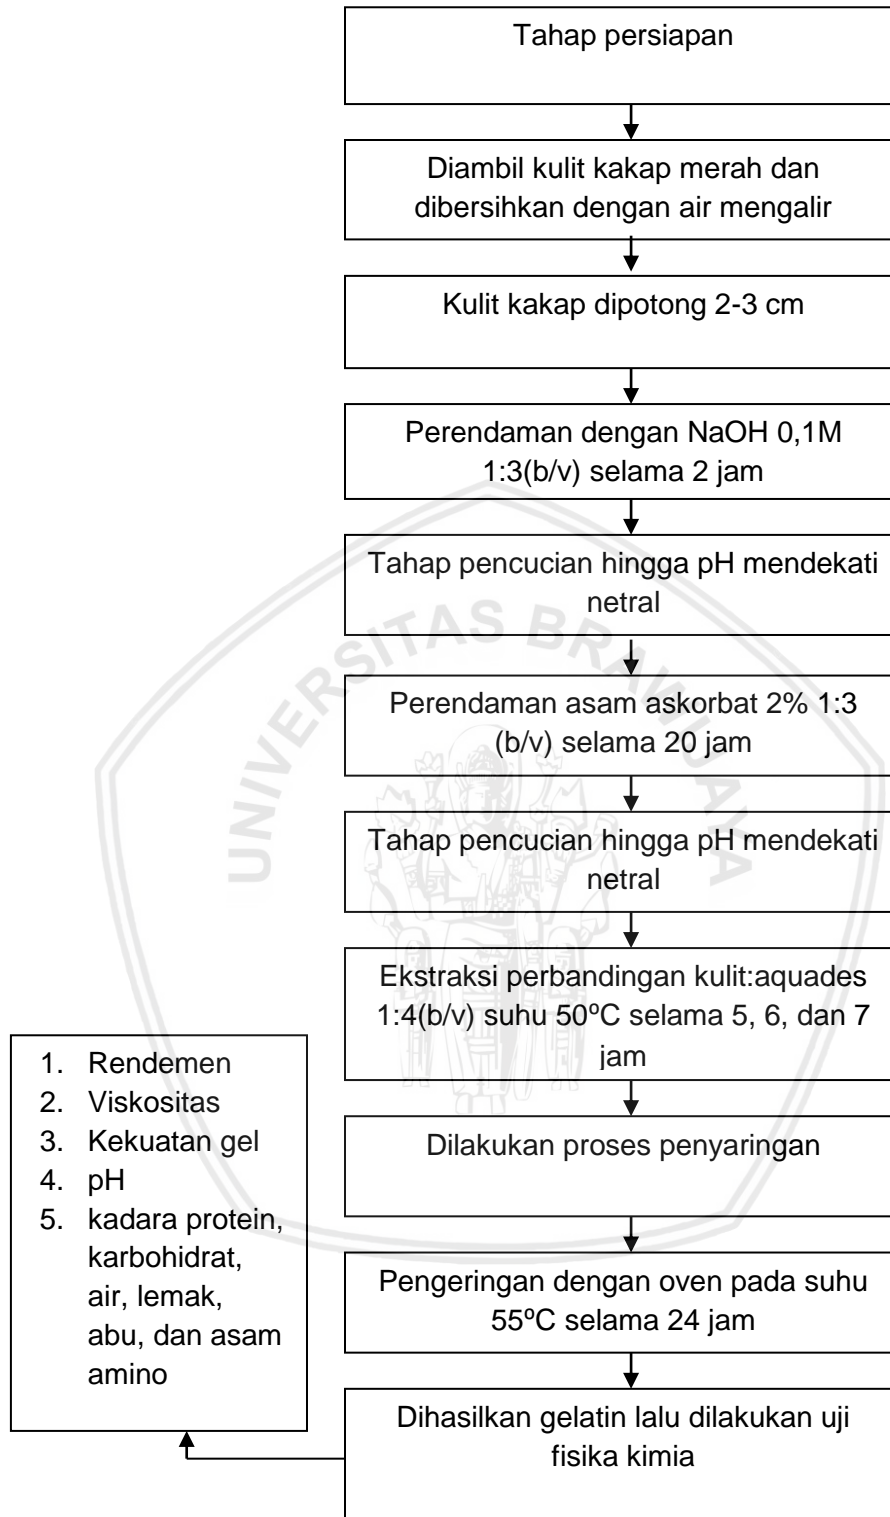 Tahap persiapan
Diambil kulit kakap merah dan
dibersihkan dengan air mengalir
Kulit kakap dipotong 2-3 cm
Perendaman dengan NaOH 0,1M
1:3(b/v) selama 2 jam
Tahap pencucian hingga pH mendekati
netral
Perendaman asam askorbat 2% 1:3
(b/v) selama 20 jam
Tahap pencucian hingga pH mendekati
netral
Ekstraksi perbandingan kulit:aquades
1:4(b/v) suhu 50ºC selama 5, 6, dan 7
jam
Dilakukan proses penyaringan
Pengeringan dengan oven pada suhu
55ºC selama 24 jam
Dihasilkan gelatin lalu dilakukan uji
fisika kimia
1. Rendemen
2. Viskositas
3. Kekuatan gel
4. pH
5. kadara protein,
karbohidrat,
air, lemak,
abu, dan asam
amino
UNIVERSITAS BRAWIJAYA